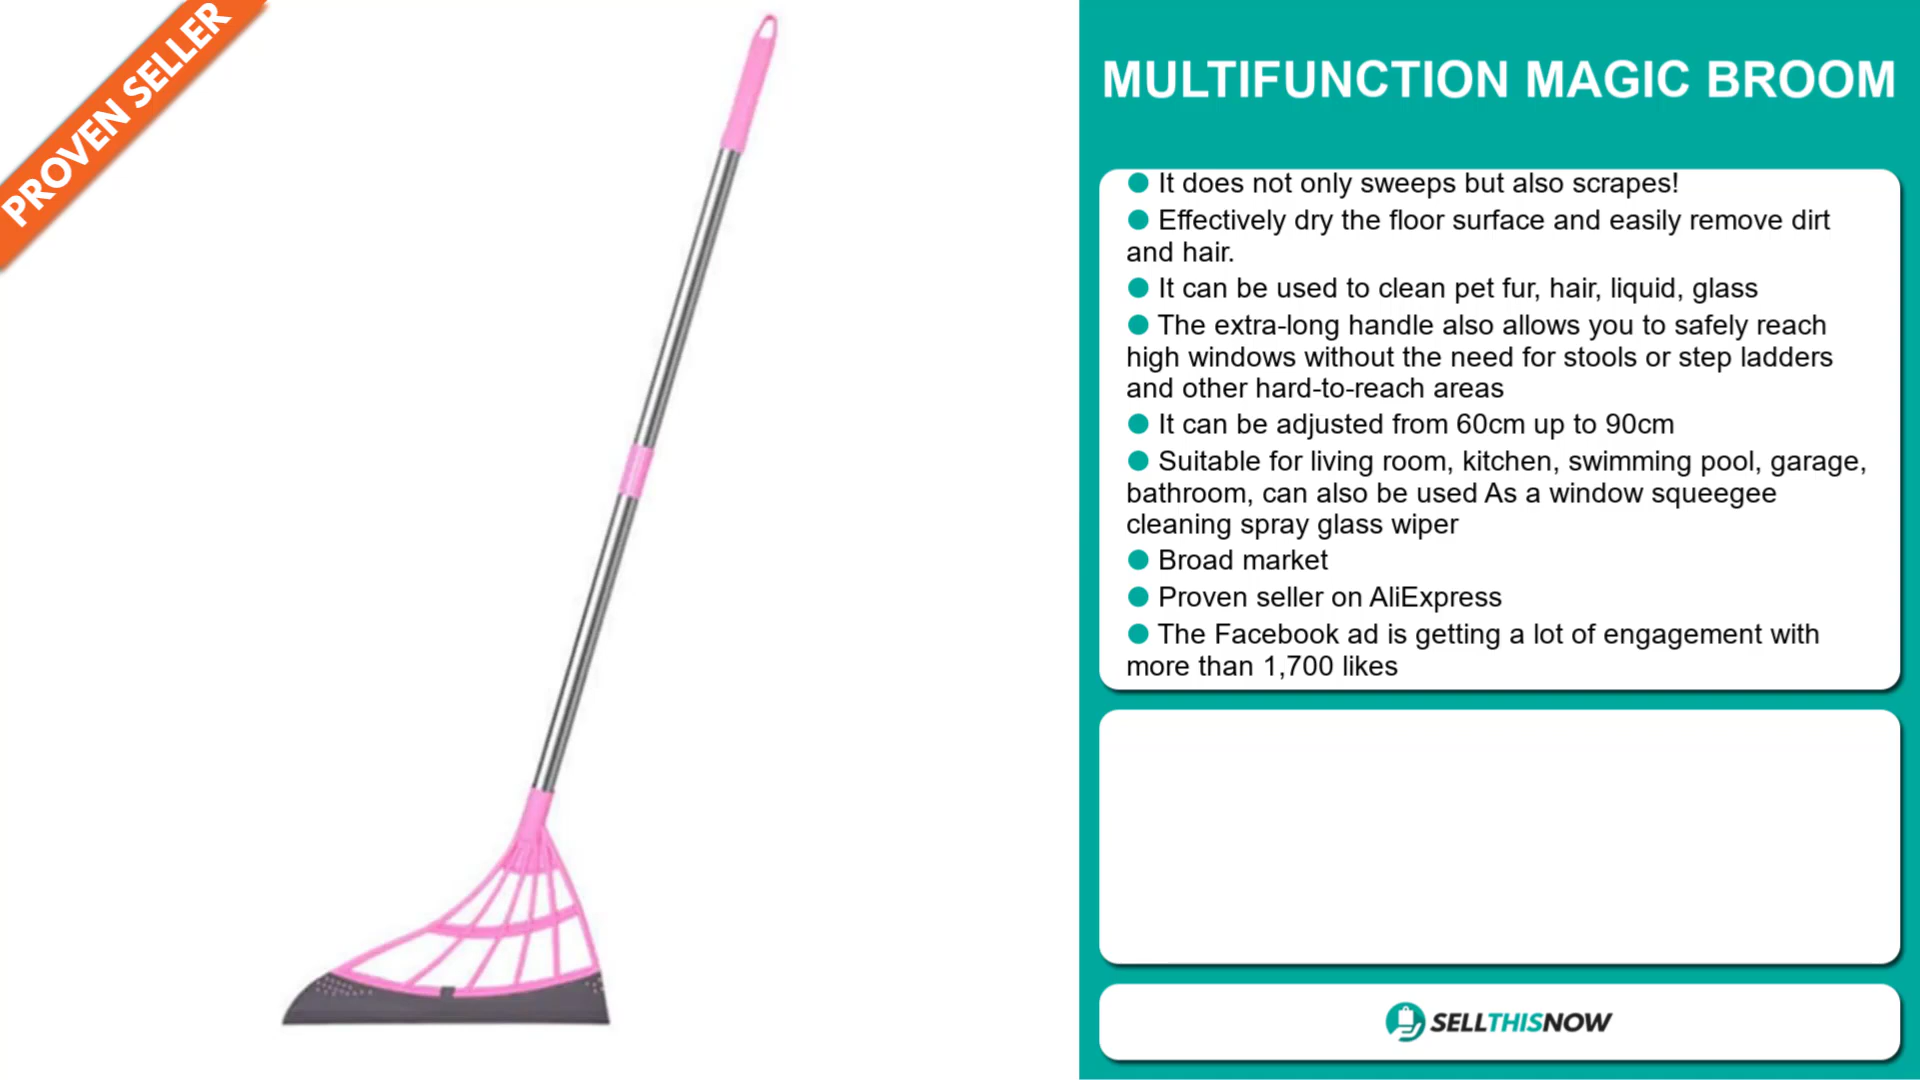 PROVEN SELLER
MULTIFUNCTION MAGIC BROOM
It does not only sweeps but also scrapes!
Effectively dry the floor surface and easily remove dirt
and hair.
It can be used to clean pet fur, hair, liquid, glass
The extra-long handle also allows you to safely reach
high windows without the need for stools or step ladders
and other hard-to-reach areas
It can be adjusted from 60cm up to 90cm
Suitable for living room, kitchen, swimming pool, garage,
bathroom, can also be used As a window squeegee
cleaning spray glass wiper
Broad market
Proven seller on AliExpress
The Facebook ad is getting a lot of engagement with
more than 1,700 likes
SELLTHISNOW